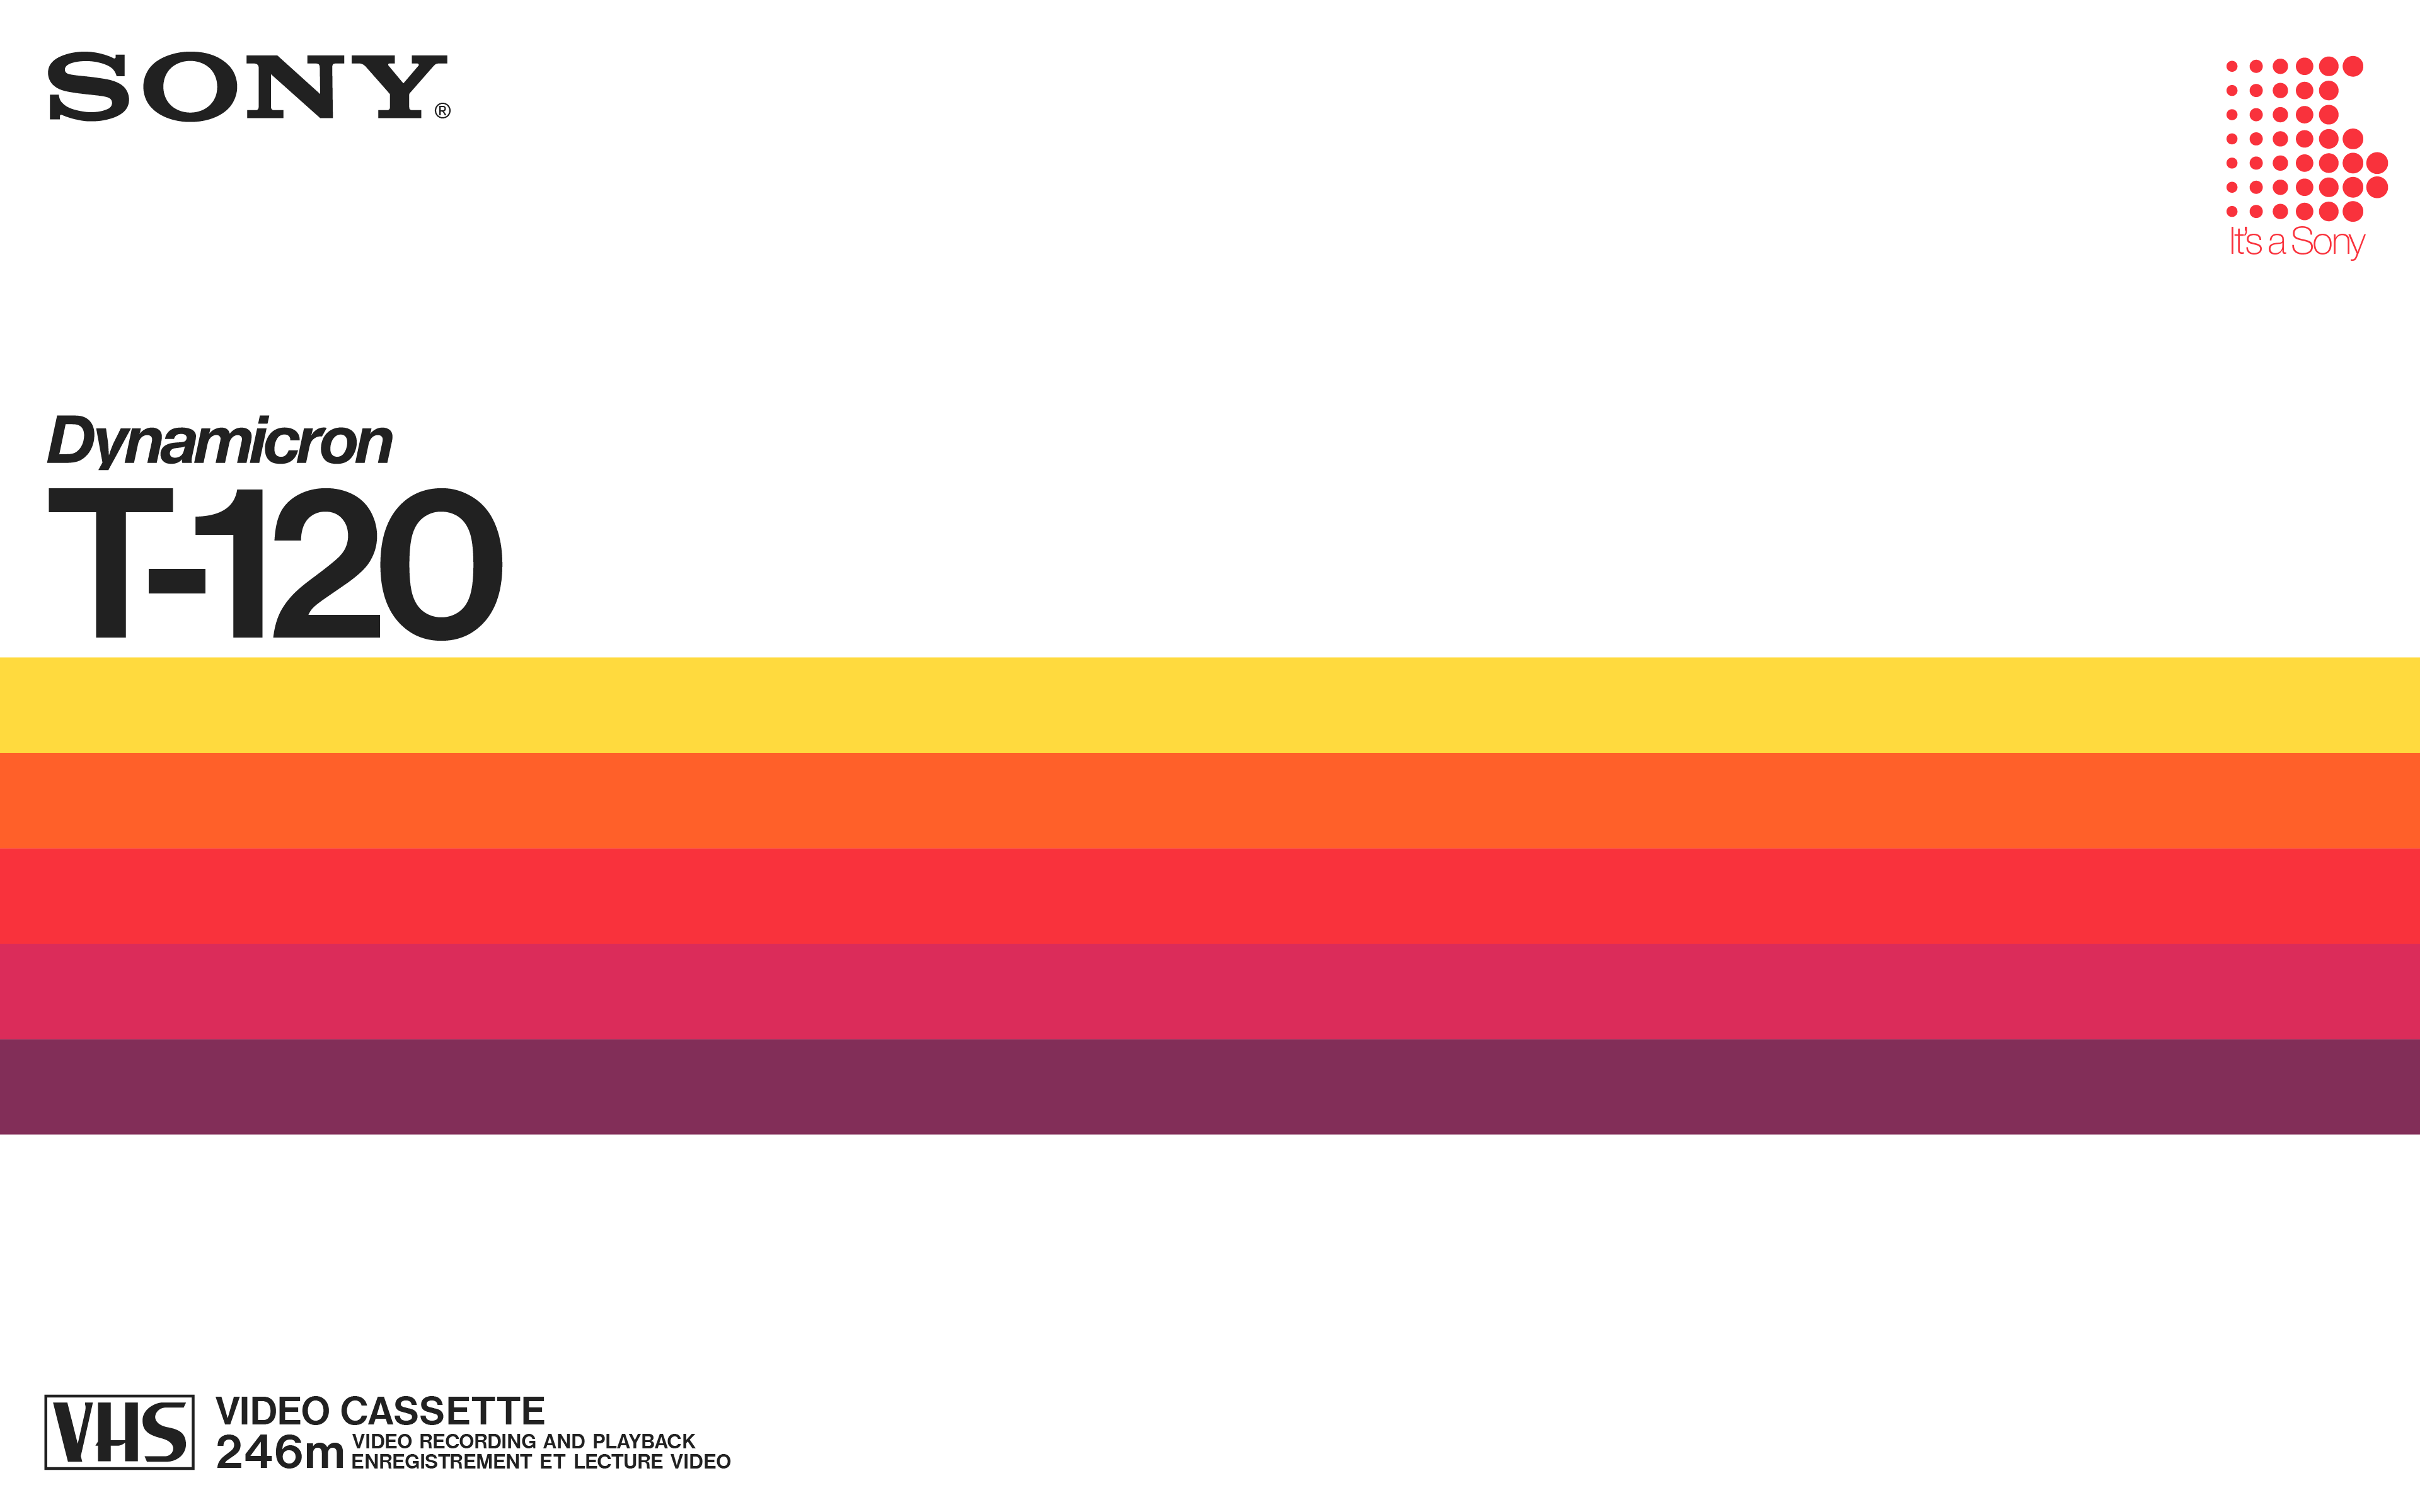 SONY®
It's a Sony
Dynamicron
T-120
VHS
VIDEO CASSETTE
246m
VIDEO RECORDING AND PLAYBACK
ENREGISTREMENT ET LECTURE VIDEO